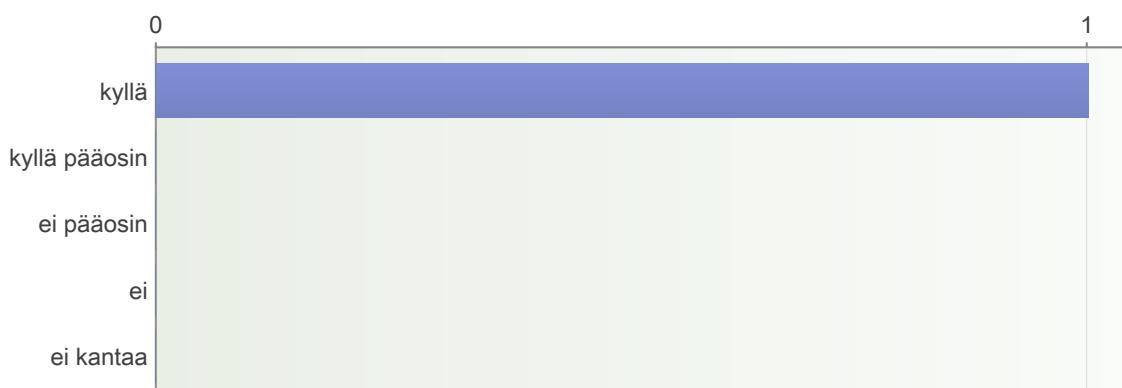 0 1
kyllä
kyllä pääosin
ei pääosin
ei
ei kantaa